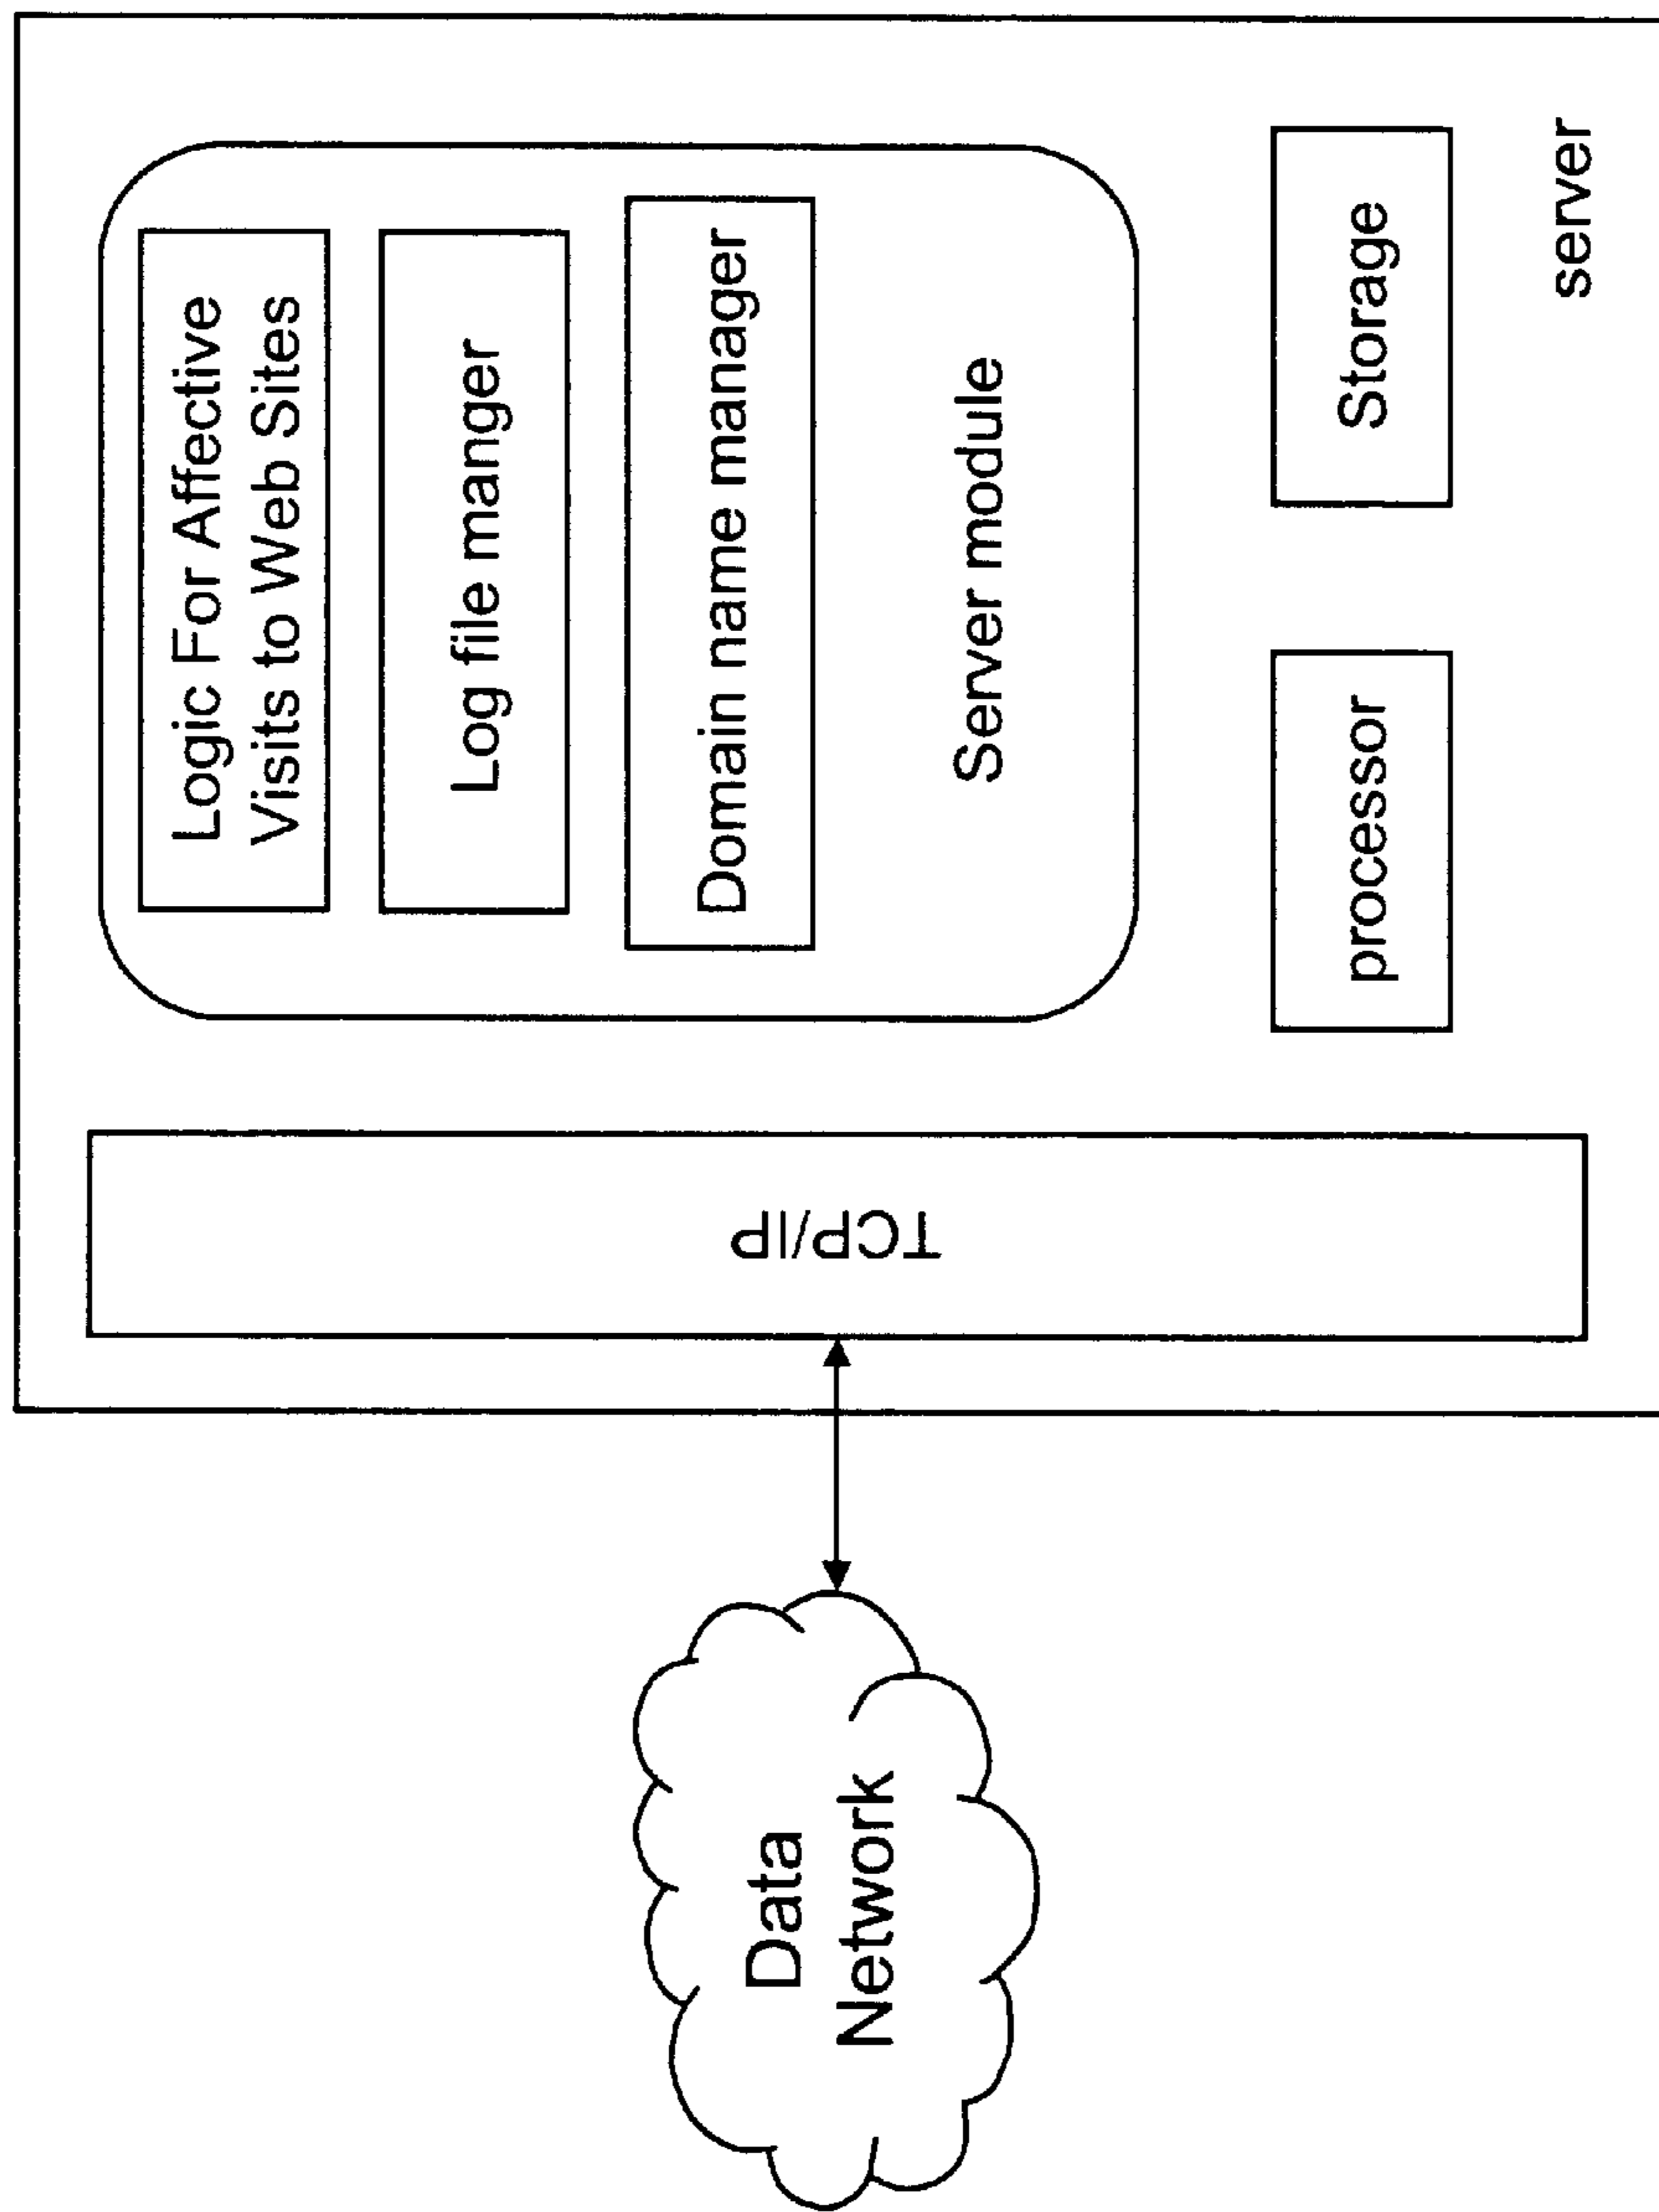 Data
Network
TCP/IP
Logic For Affective
Visits to Web Sites
Log file manger
Domain name manager
Server module
processor
Storage
server